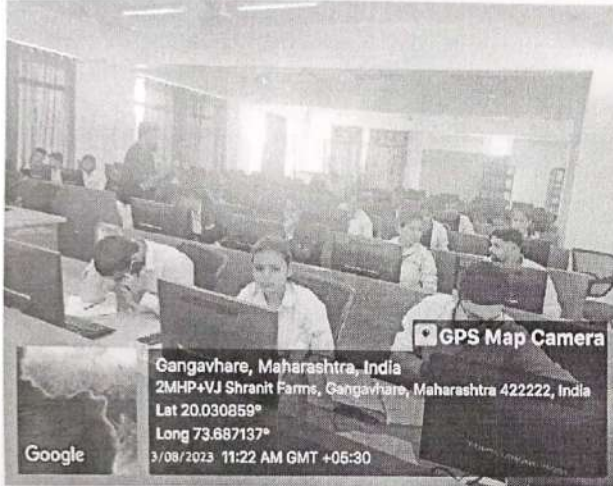 GPS Map Camera
Gangavhare, Maharashtra, India
2MHP+VJ Shranit Farms, Gangavhare, Maharashtra 422222, India
Lat 20.030859°
Long 73.687137°
3/08/2023 11:22 AM GMT +05:30
Google